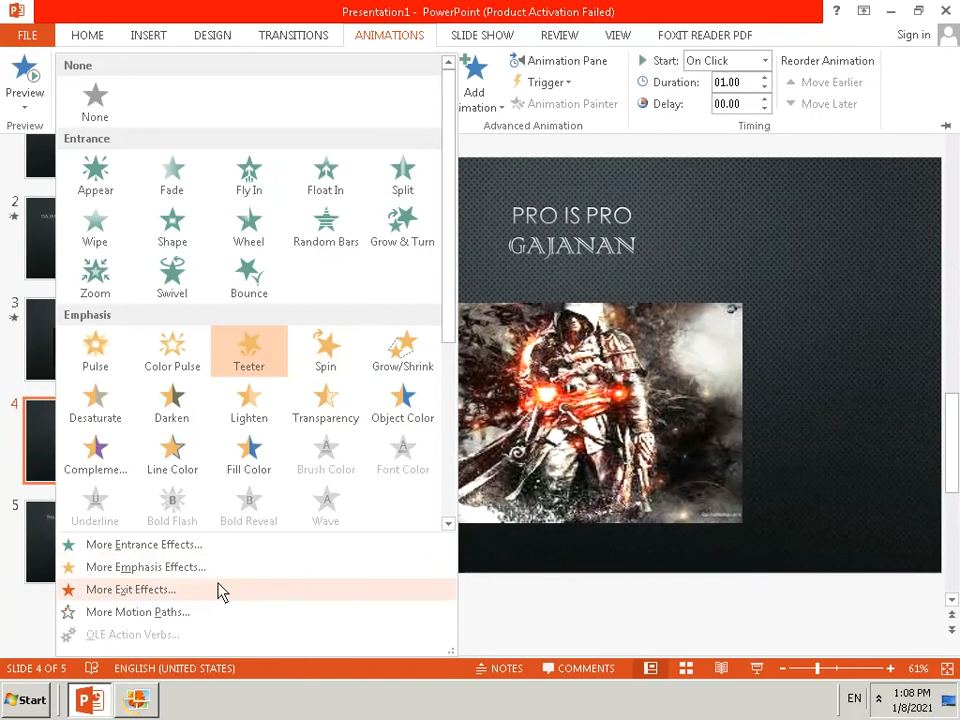 Presentation1 - PowerPoint (Product Activation Failed)
FILE HOME INSERT DESIGN TRANSITIONS ANIMATIONS SLIDE SHOW REVIEW VIEW FOXIT READER PDF Sign in
Preview
Preview
None
None
Entrance
Appear Fade Fly In Float In Split
Wipe Shape Wheel Random Bars Grow & Turn
Zoom Swivel Bounce
Emphasis
Pulse Color Pulse Teeter Spin Grow/Shrink
Desaturate Darken Lighten Transparency Object Color
Compleme... Line Color Fill Color Brush Color Font Color
Underline Bold Flash Bold Reveal Wave
More Entrance Effects...
More Emphasis Effects...
More Exit Effects...
More Motion Paths...
OLE Action Verbs...
Add
imation
Animation Pane
Trigger
Animation Painter
Advanced Animation
Start: On Click
Duration: 01.00
Delay: 00.00
Reorder Animation
Move Earlier
Move Later
Timing
2
3
4
5
PRO IS PRO
GAJANAN
SLIDE 4 OF 5 ENGLISH (UNITED STATES) NOTES COMMENTS 61%
Start EN 1:08 PM
1/8/2021